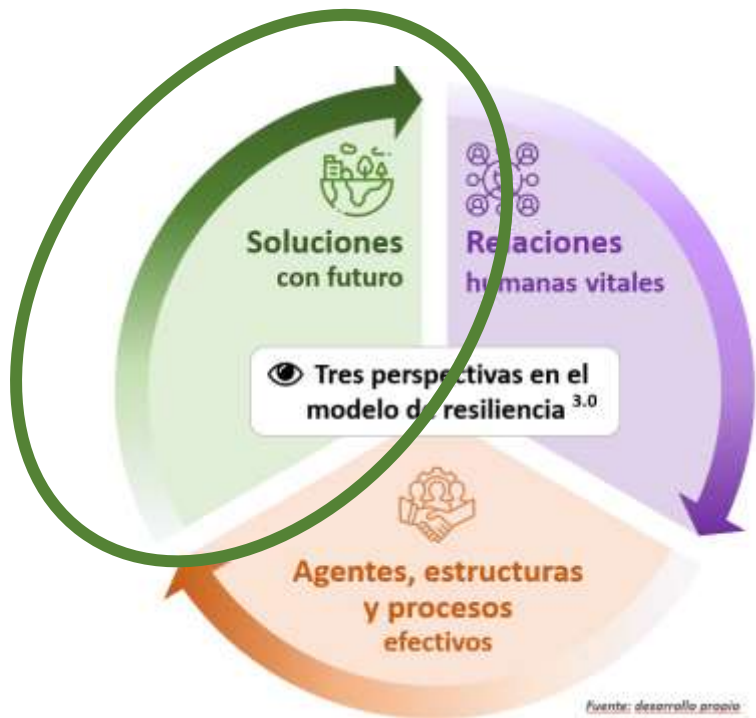 Soluciones
con futuro
Relaciones
humanas vitales
Tres perspectivas en el
modelo de resiliencia 3.0
Agentes, estructuras
y procesos
efectivos
Fuente: desarrollo propio